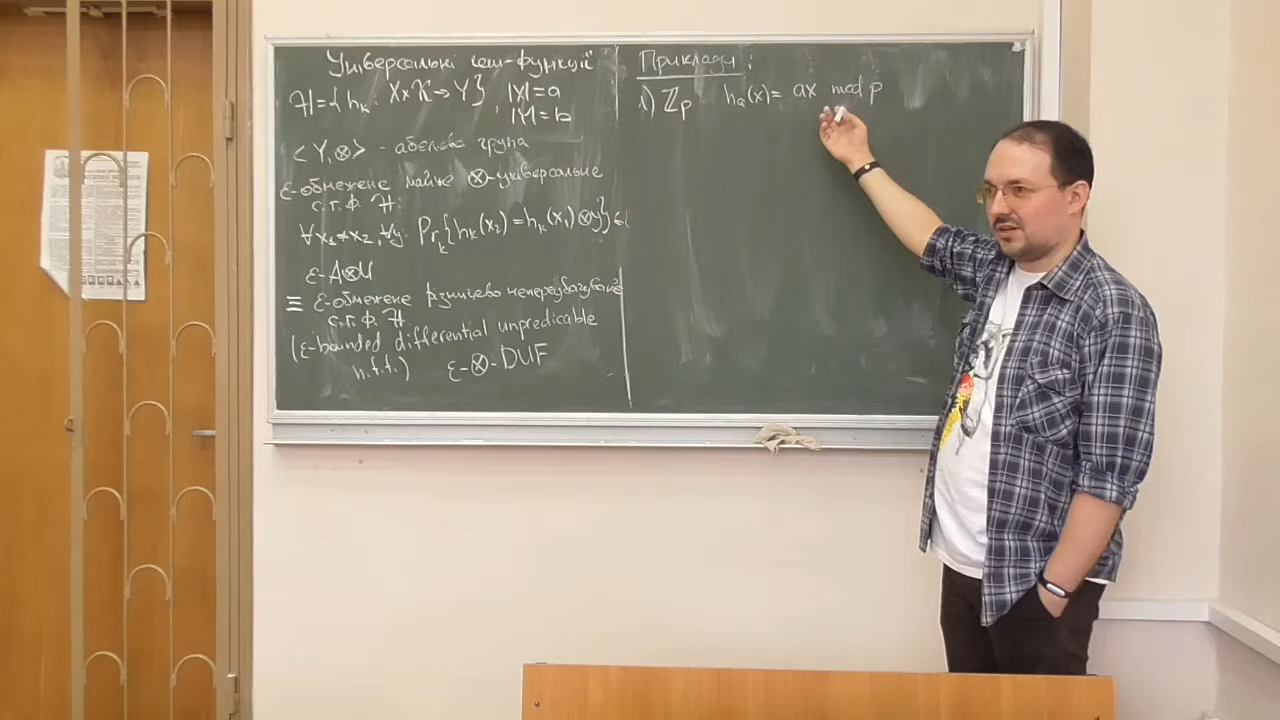 Універсальні геш-функції
H = { h_k: X × K → Y }, |X| = a
|Y| = b
< Y, ⊗ > - абелева група
ε-обмежене майже ⊗-універсальне
с.г.ф. H:
∀x₁≠x₂, ∀y: Pr_k{h_k(x₂) = h_k(x₁) ⊗ y} ≤ ε
ε-A⊗U
≡ ε-обмежене різницево непередбачуване
с.г.ф. H
(ε-bounded differential unpredicable
h.f.f.) ε-⊗-DUF
Приклади:
1) ℤ_p h_a(x) = ax mod p